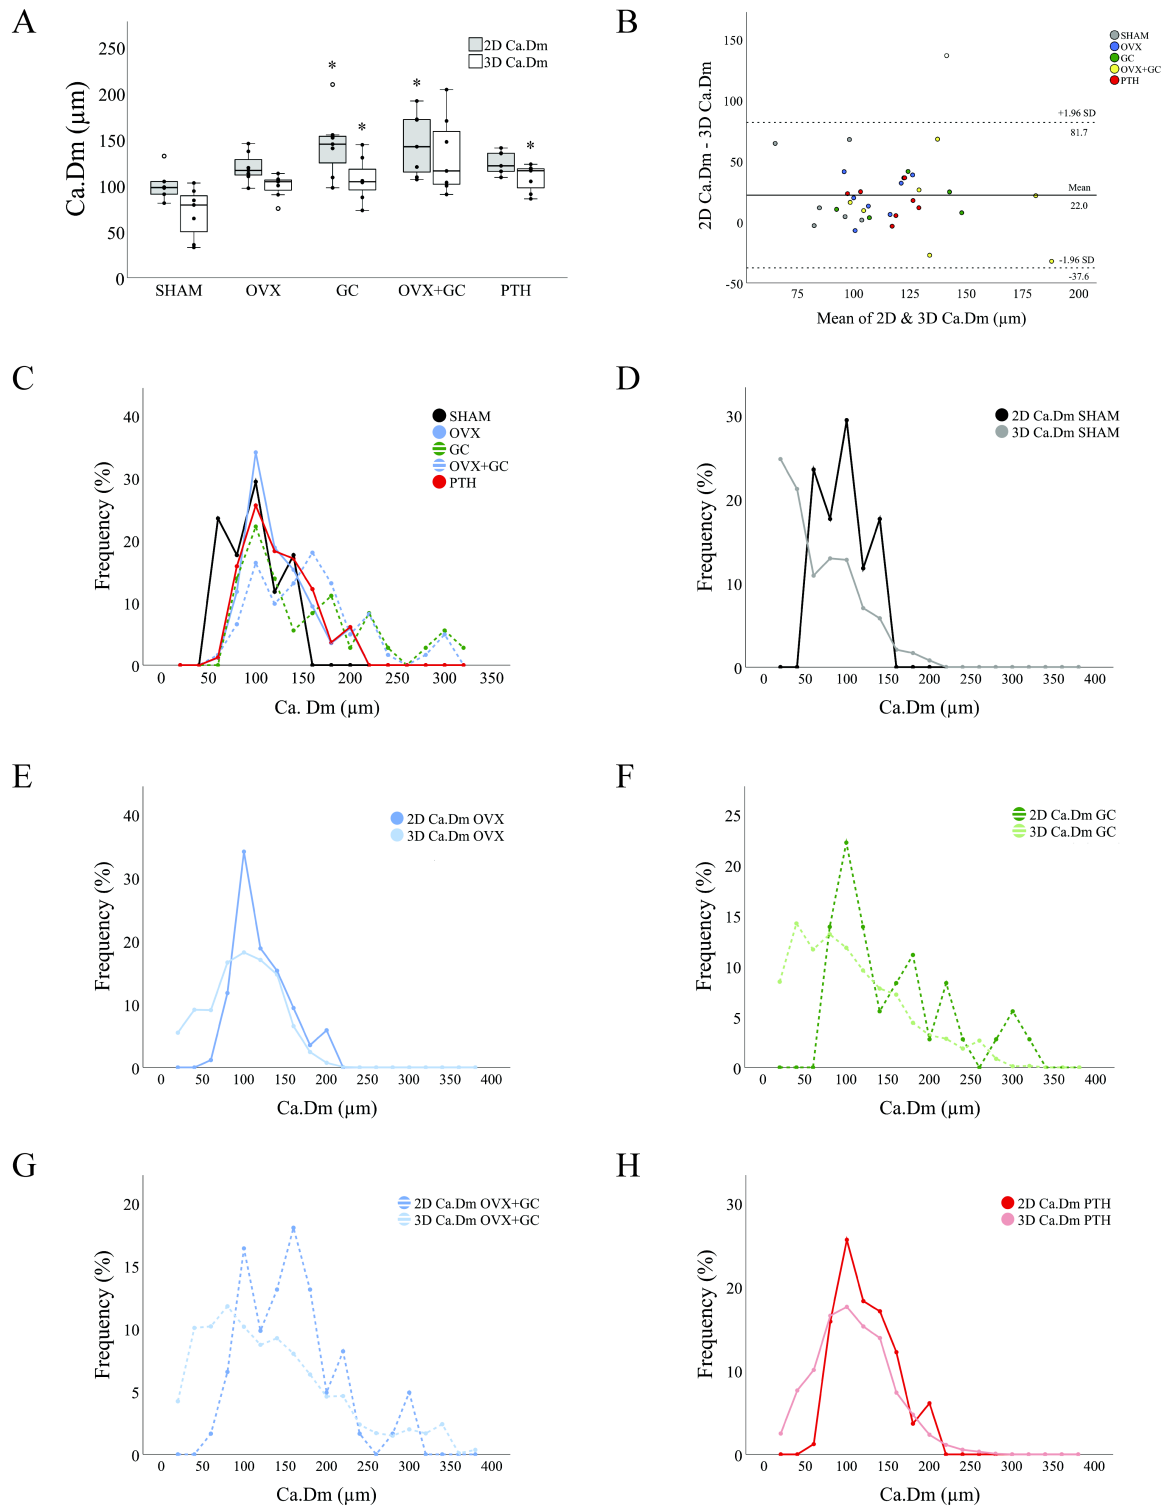 A
Ca.Dm (µm)
250
200
150
100
50
0
2D Ca.Dm
3D Ca.Dm
*
*
*
*
SHAM
OVX
GC
OVX+GC
PTH
B
2D Ca.Dm - 3D Ca.Dm
150
100
50
0
-50
SHAM
OVX
GC
OVX+GC
PTH
+1.96 SD
81.7
Mean
22.0
-1.96 SD
-37.6
75 100 125 150 175 200
Mean of 2D & 3D Ca.Dm (µm)
C
Frequency (%)
40
30
20
10
0
SHAM
OVX
GC
OVX+GC
PTH
0 50 100 150 200 250 300 350
Ca. Dm (µm)
D
Frequency (%)
30
20
10
0
2D Ca.Dm SHAM
3D Ca.Dm SHAM
0 50 100 150 200 250 300 350 400
Ca.Dm (µm)
E
Frequency (%)
40
30
20
10
0
2D Ca.Dm OVX
3D Ca.Dm OVX
0 50 100 150 200 250 300 350 400
Ca.Dm (µm)
F
Frequency (%)
25
20
15
10
5
0
2D Ca.Dm GC
3D Ca.Dm GC
0 50 100 150 200 250 300 350 400
Ca.Dm (µm)
G
Frequency (%)
20
15
10
5
0
2D Ca.Dm OVX+GC
3D Ca.Dm OVX+GC
0 50 100 150 200 250 300 350 400
Ca.Dm (µm)
H
Frequency (%)
30
20
10
0
2D Ca.Dm PTH
3D Ca.Dm PTH
0 50 100 150 200 250 300 350 400
Ca.Dm (µm)